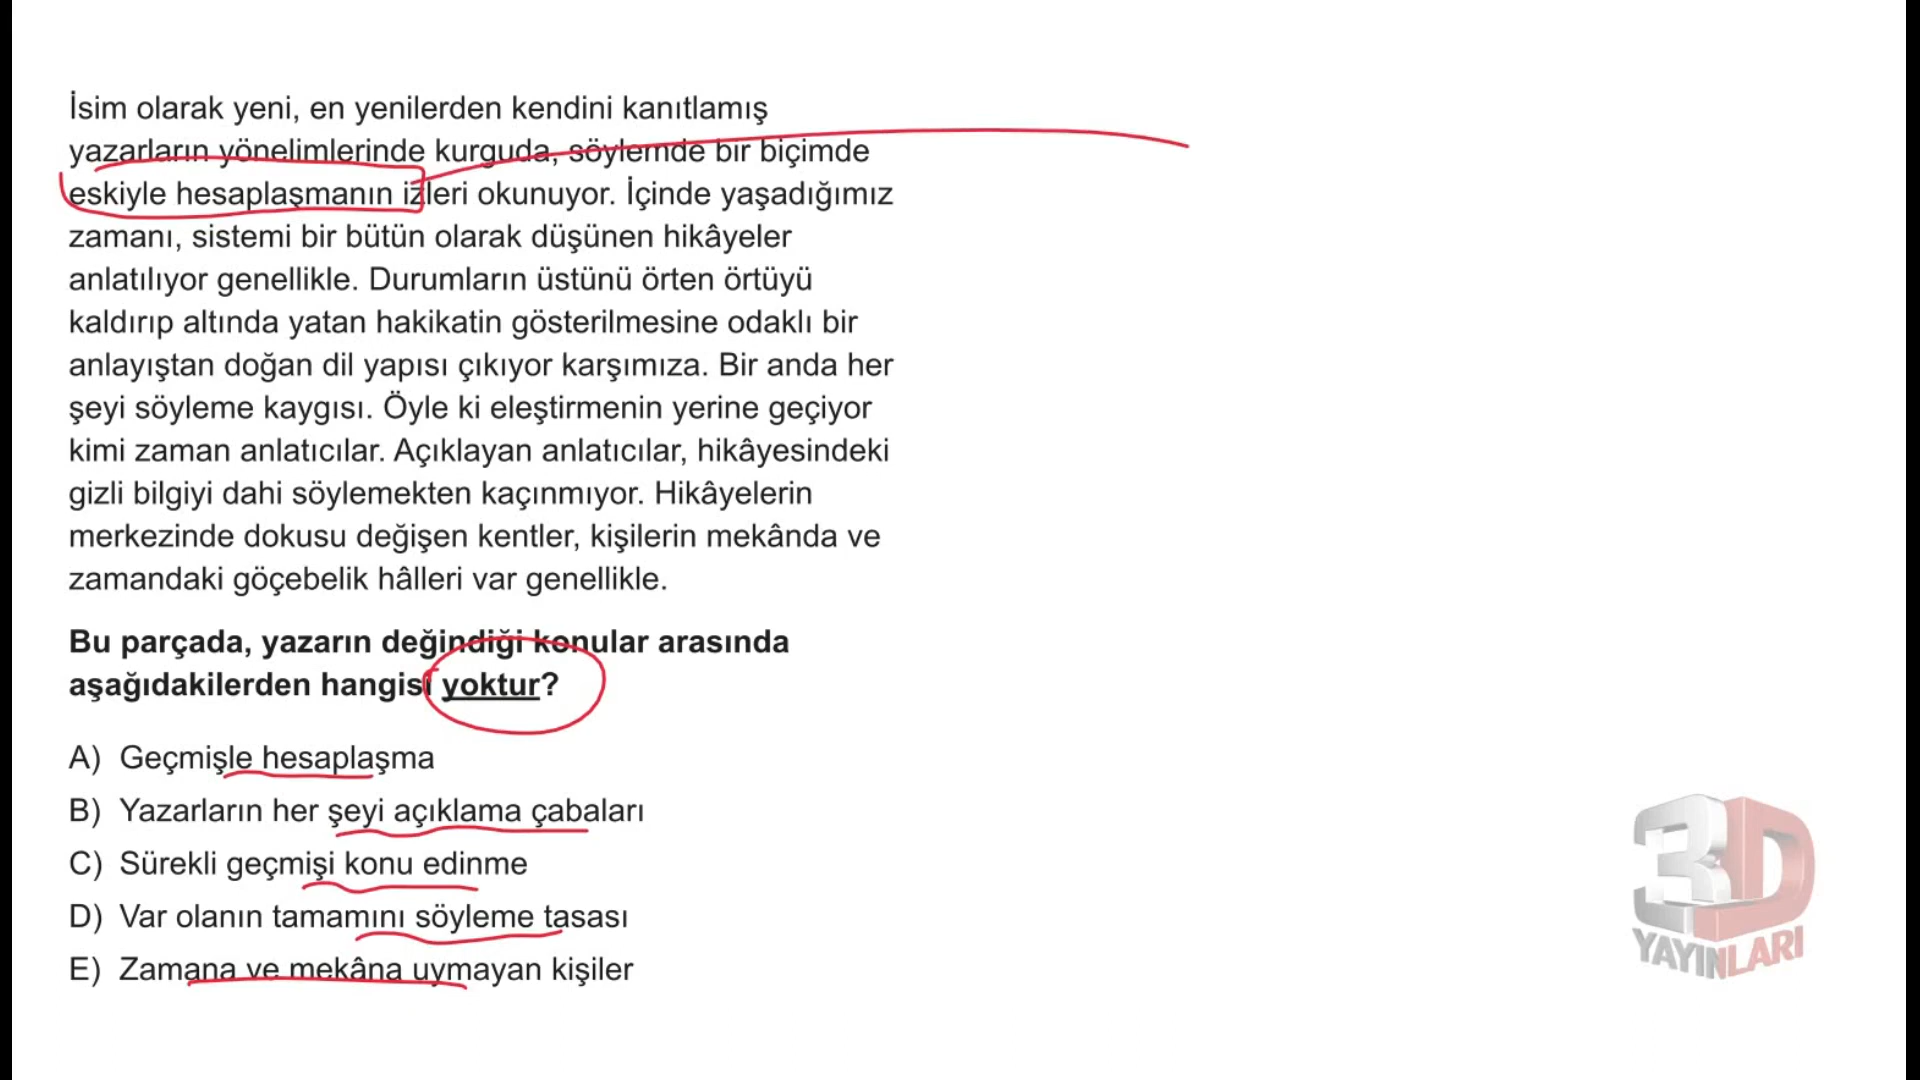 İsim olarak yeni, en yenilerden kendini kanıtlamış
yazarların yönelimlerinde kurguda, söylemde bir biçimde
eskiyle hesaplaşmanın izleri okunuyor. İçinde yaşadığımız
zamanı, sistemi bir bütün olarak düşünen hikâyeler
anlatılıyor genellikle. Durumların üstünü örten örtüyü
kaldırıp altında yatan hakikatin gösterilmesine odaklı bir
anlayıştan doğan dil yapısı çıkıyor karşımıza. Bir anda her
şeyi söyleme kaygısı. Öyle ki eleştirmenin yerine geçiyor
kimi zaman anlatıcılar. Açıklayan anlatıcılar, hikâyesindeki
gizli bilgiyi dahi söylemekten kaçınmıyor. Hikâyelerin
merkezinde dokusu değişen kentler, kişilerin mekânda ve
zamandaki göçebelik hâlleri var genellikle.
Bu parçada, yazarın değindiği konular arasında
aşağıdakilerden hangisi yoktur?
A) Geçmişle hesaplaşma
B) Yazarların her şeyi açıklama çabaları
C) Sürekli geçmişi konu edinme
D) Var olanın tamamını söyleme tasası
E) Zamana ve mekâna uymayan kişiler
3D
YAYINLARI